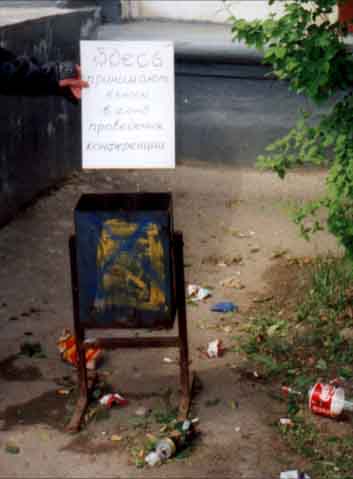 Здесь
принимают
взносы
в фонд
проведения
конференции